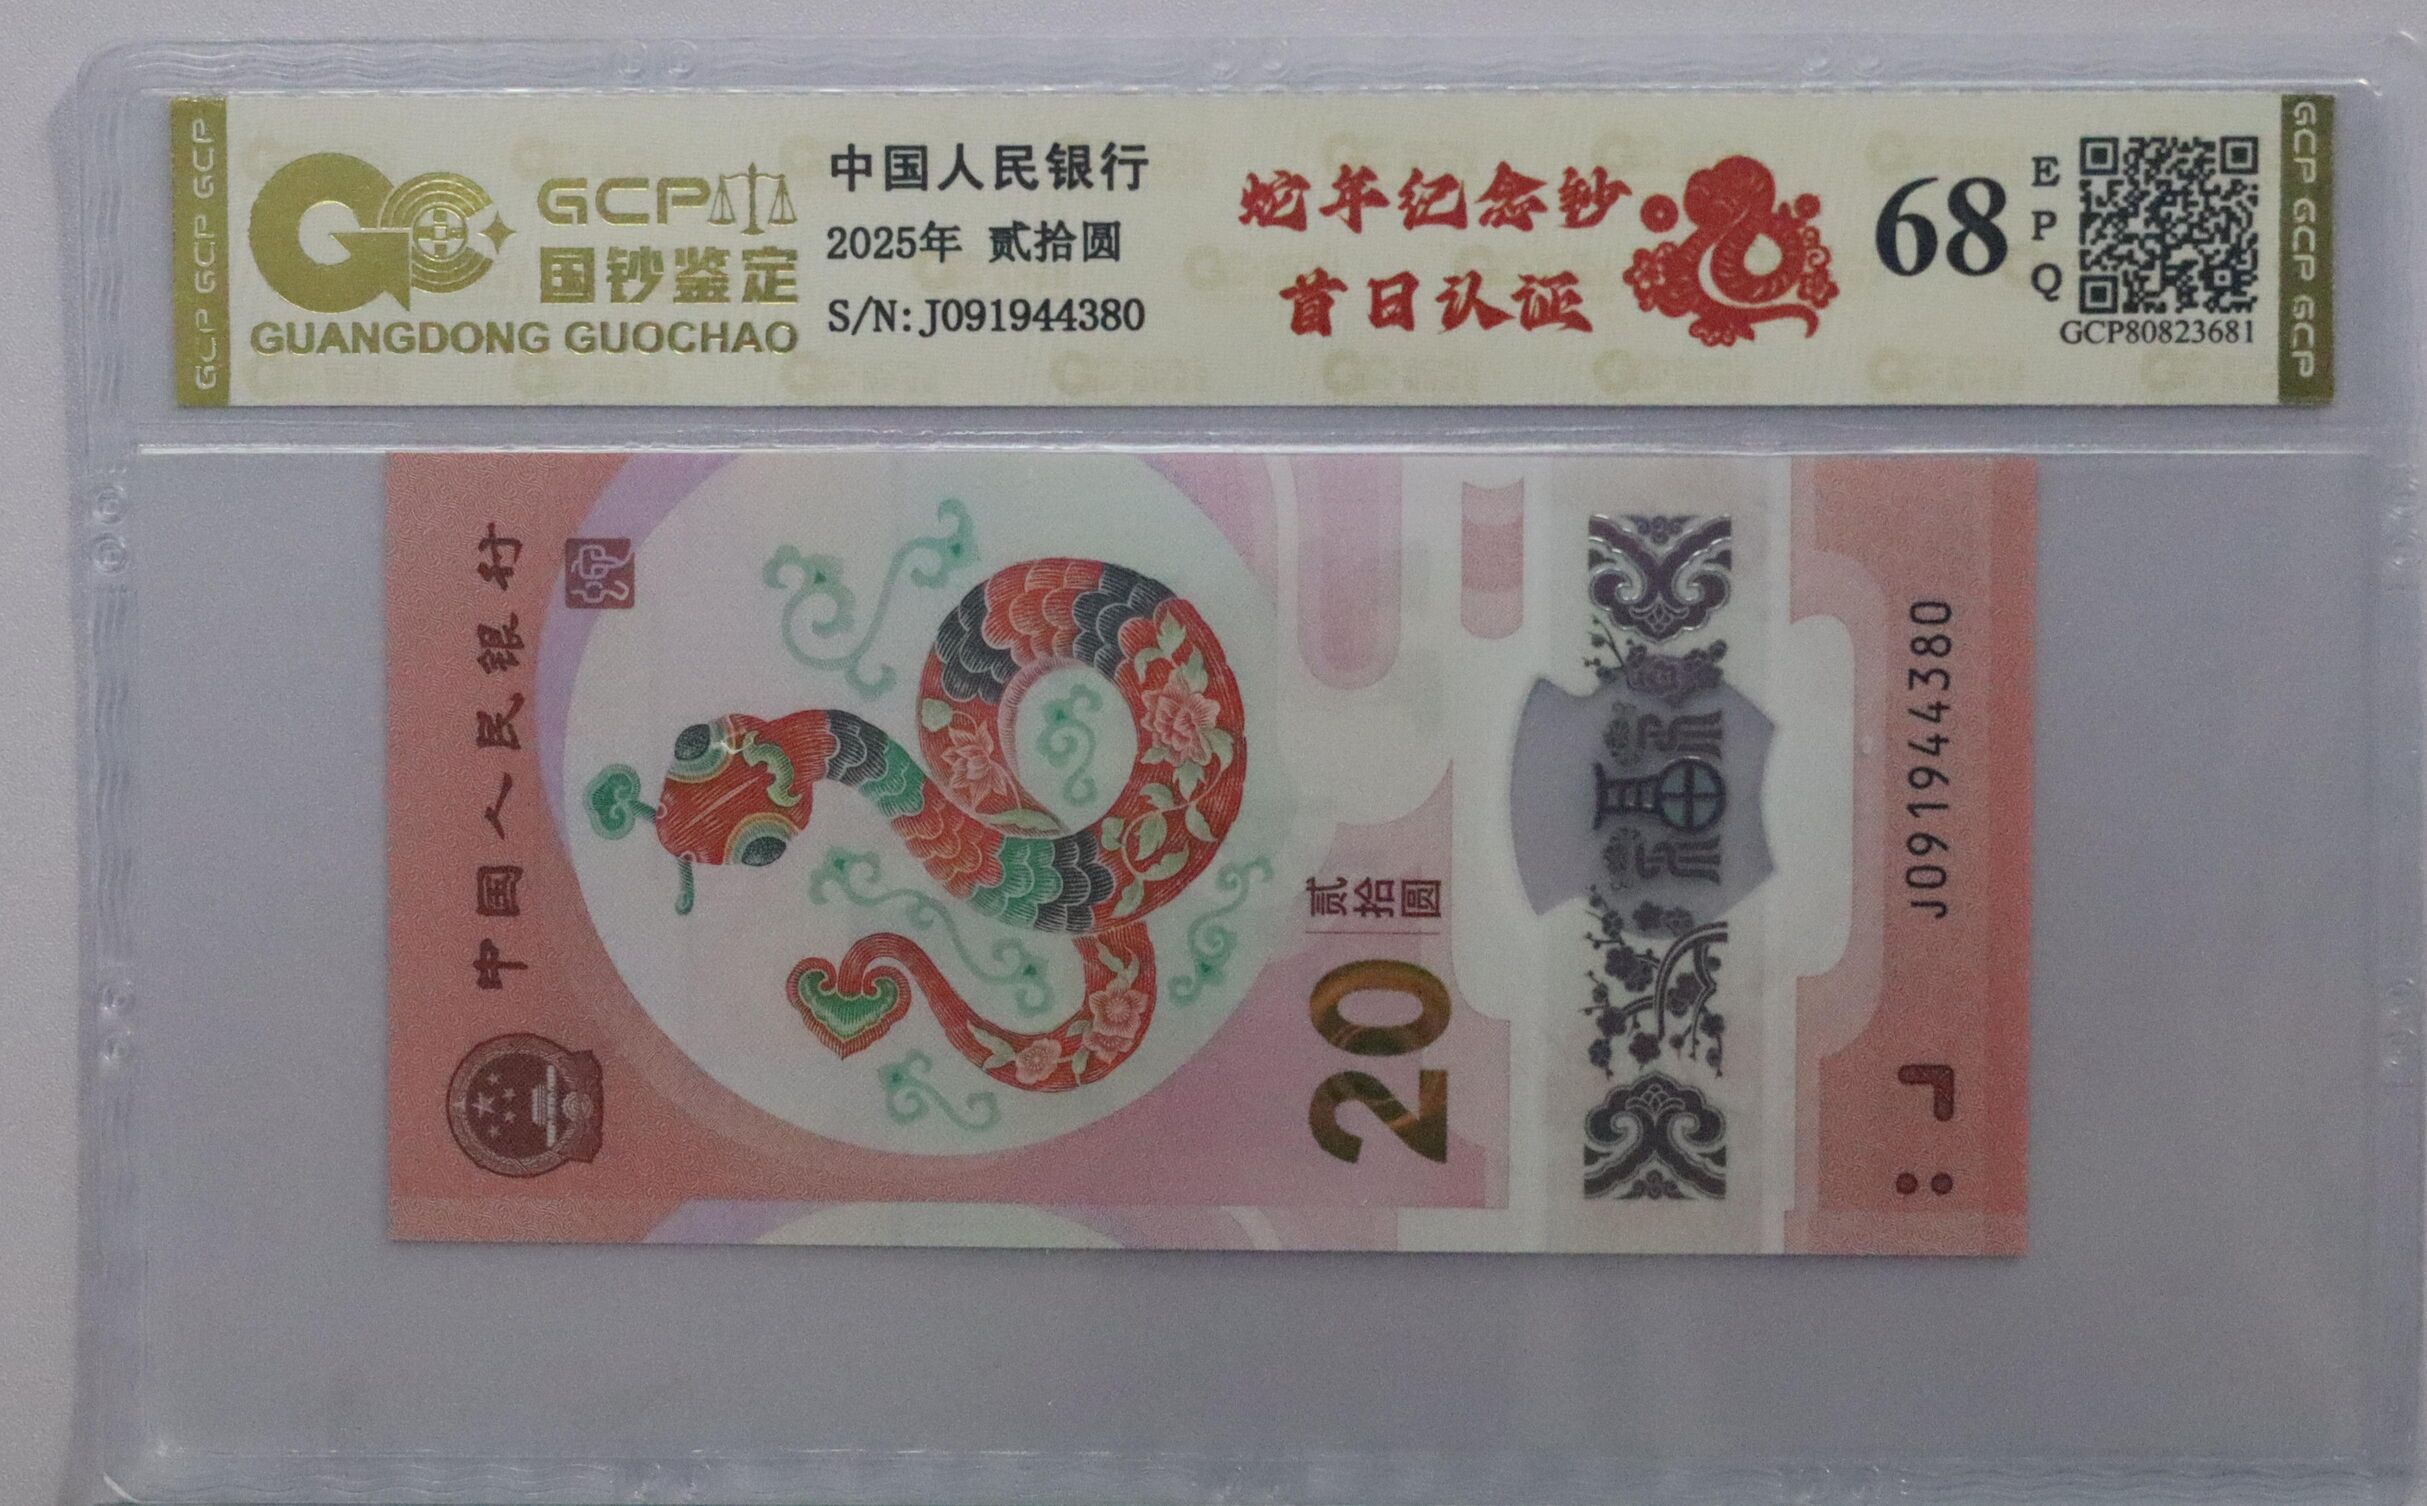 GCP GCP GCP
GCP
国钞鉴定
GUANGDONG GUOCHAO
中国人民银行
2025年 贰拾圆
S/N: J091944380
蛇年纪念钞
首日认证
68
EPQ
GCP80823681
GCP GCP GCP
中国人民银行
20
贰拾圆
福
J091944380